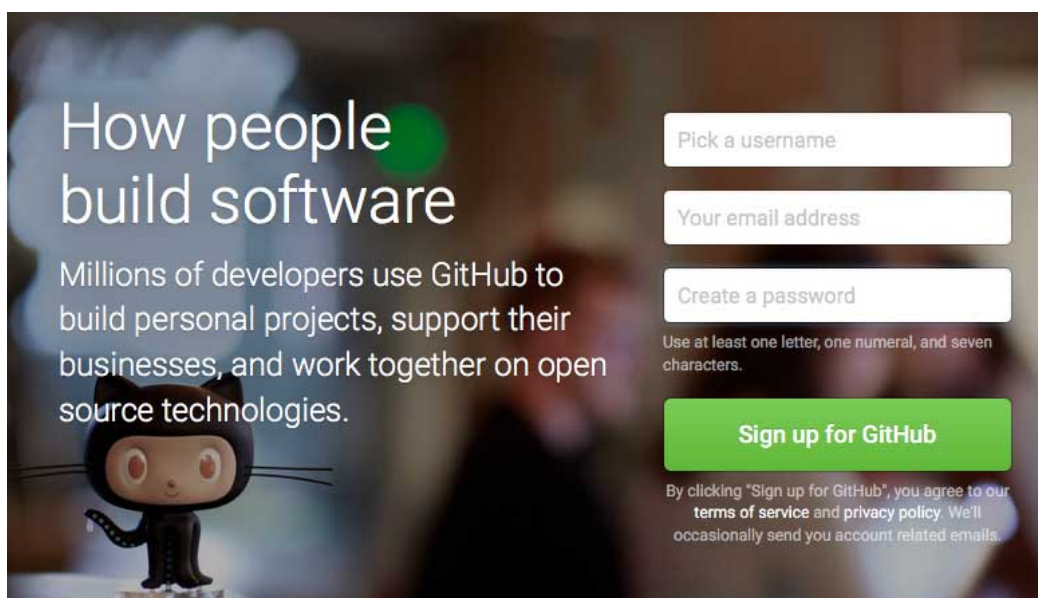 How people
build software
Millions of developers use GitHub to
build personal projects, support their
businesses, and work together on open
source technologies.
Pick a username
Your email address
Create a password
Use at least one letter, one numeral, and seven
characters.
Sign up for GitHub
By clicking "Sign up for GitHub", you agree to our
terms of service and privacy policy. We'll
occasionally send you account related emails.